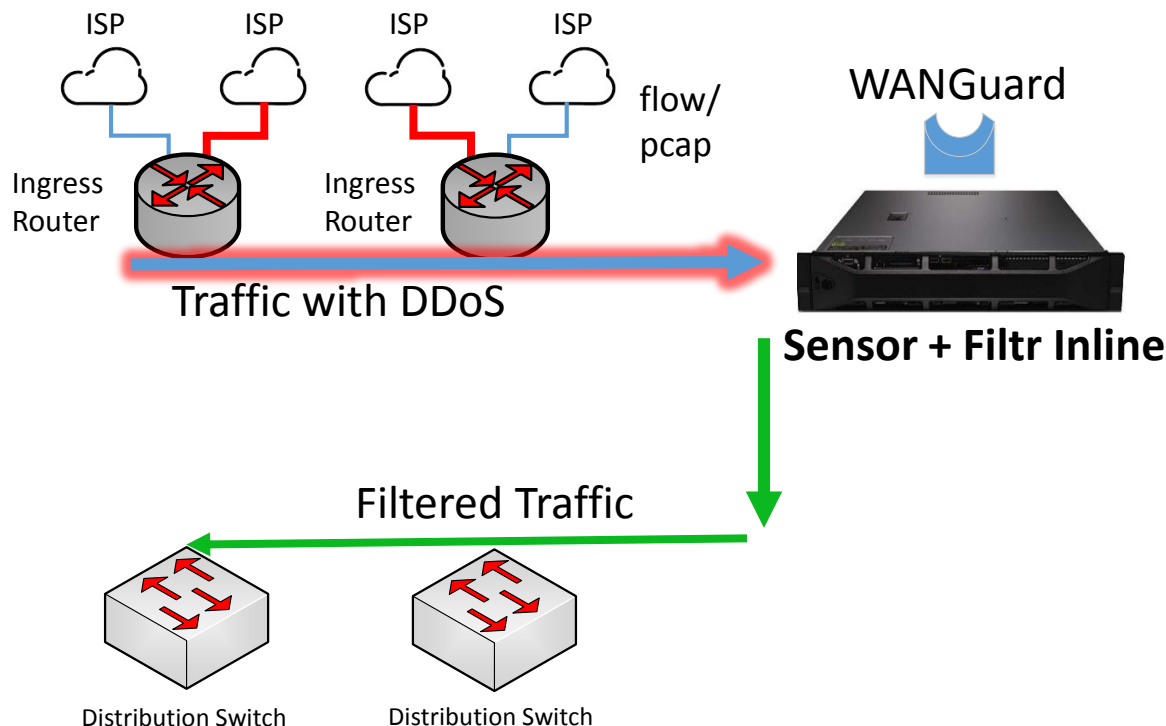 ISP
ISP
ISP
ISP
flow/
pcap
WANGuard
Ingress
Router
Ingress
Router
Traffic with DDoS
Sensor + Filtr Inline
Filtered Traffic
Distribution Switch
Distribution Switch